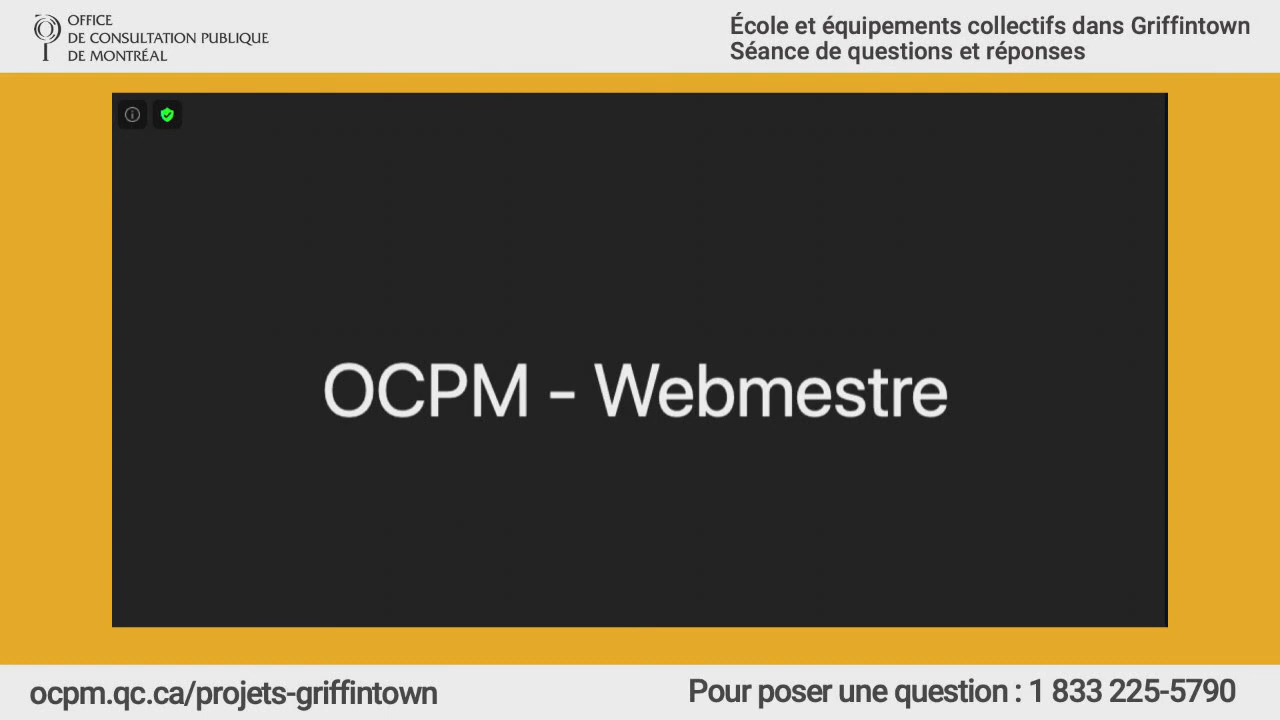 OFFICE
DE CONSULTATION PUBLIQUE
DE MONTRÉAL
École et équipements collectifs dans Griffintown
Séance de questions et réponses
OCPM - Webmestre
ocpm.qc.ca/projets-griffintown
Pour poser une question : 1 833 225-5790